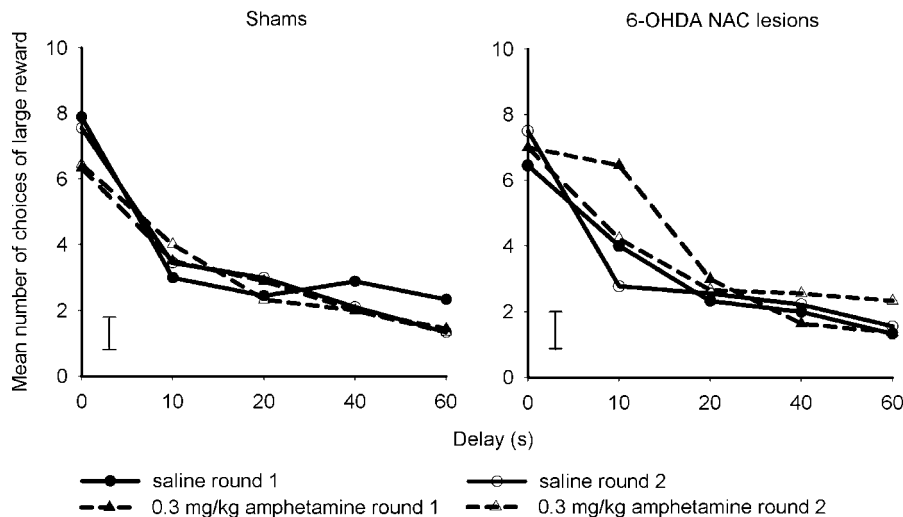 Shams
6-OHDA NAC lesions
Mean number of choices of large reward
10
8
6
4
2
0
0 10 20 40 60
10
8
6
4
2
0
0 10 20 40 60
Delay (s)
saline round 1
saline round 2
0.3 mg/kg amphetamine round 1
0.3 mg/kg amphetamine round 2